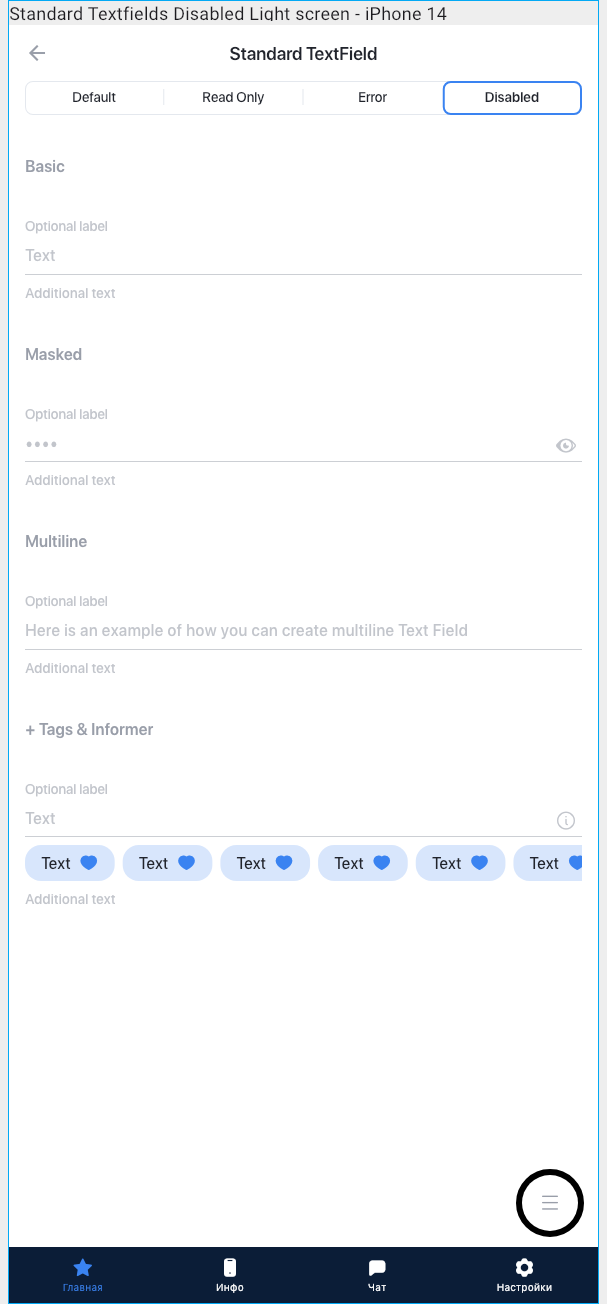 Standard Textfields Disabled Light screen - iPhone 14
Standard TextField
Default Read Only Error Disabled
Basic
Optional label
Text
Additional text
Masked
Optional label
••••
Additional text
Multiline
Optional label
Here is an example of how you can create multiline Text Field
Additional text
+ Tags & Informer
Optional label
Text
Text Text Text Text Text Text
Additional text
Главная Инфо Чат Настройки